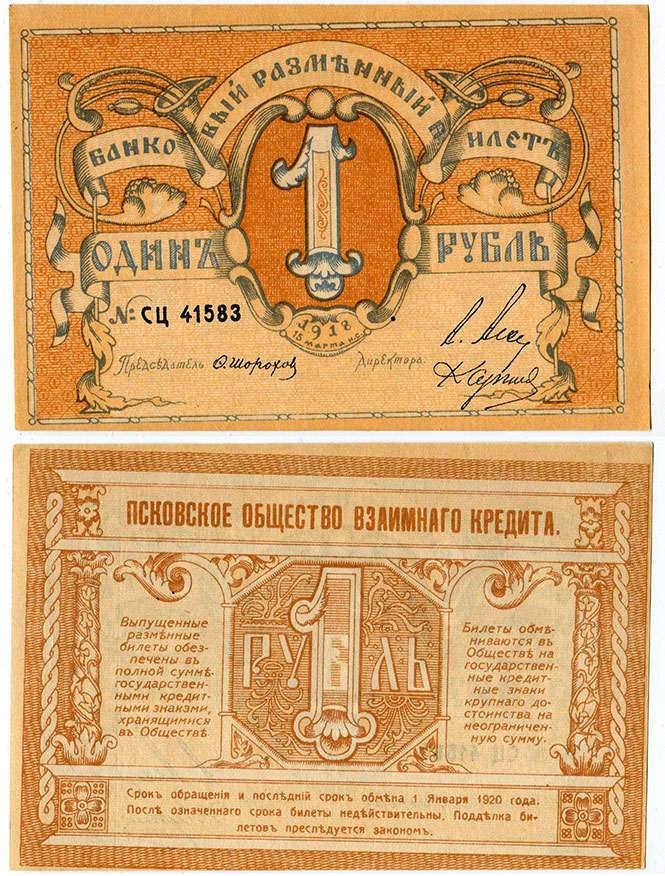 БАНКОВЫЙ РАЗМѢННЫЙ БИЛЕТЪ
1
ОДИНЪ РУБЛЬ
№ СЦ 41583
1918
15 МАРТА Н.С.
Предсѣдатель О. Шорохов Директора:
ПСКОВСКОЕ ОБЩЕСТВО ВЗАИМНАГО КРЕДИТА.
Выпущенные
размѣнные
билеты обез-
печены въ
полной суммѣ
государствен-
ными кредит-
ными знаками,
хранящимися
въ Обществѣ
1
РУБЛЬ
Билеты обмѣ-
ниваются въ
Обществѣ на
государствен-
ные кредит-
ные знаки
крупнаго до-
стоинства на
неограничен-
ную сумму.
Срокъ обращенія и послѣдній срокъ обмѣна 1 Января 1920 года.
Послѣ означеннаго срока билеты недѣйствительны. Поддѣлка би-
летовъ преслѣдуется закономъ.